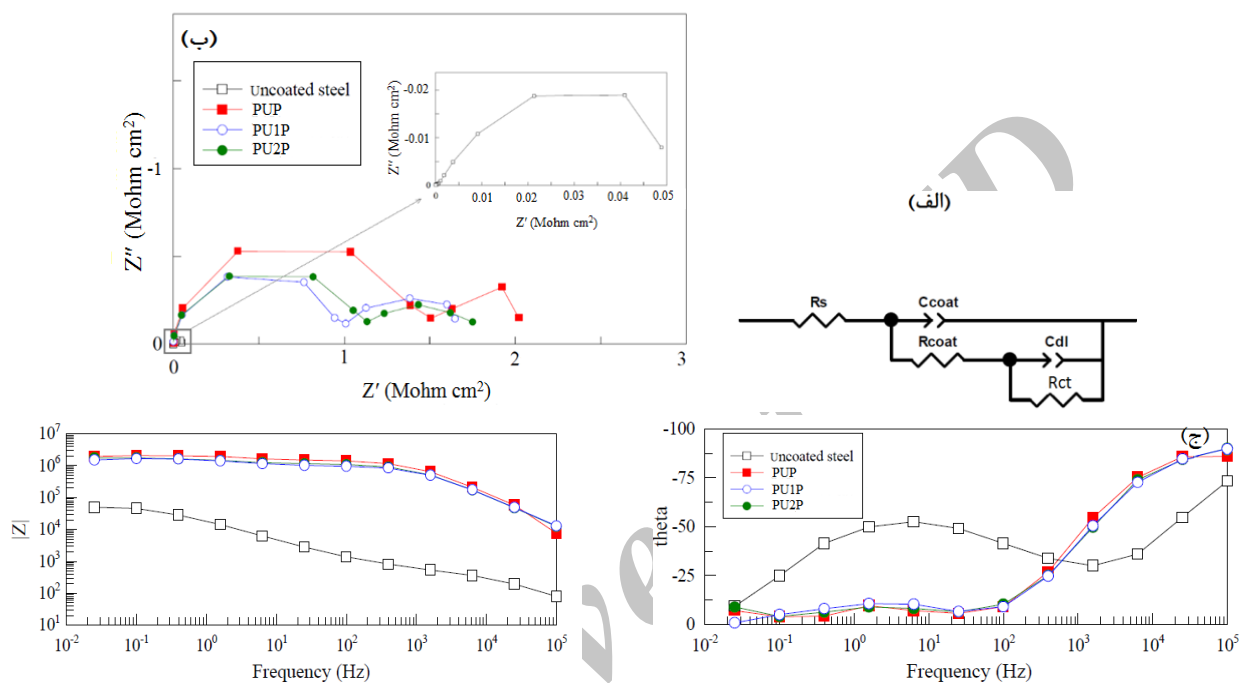 (ب)
Uncoated steel
PUP
PU1P
PU2P
-0.02
-0.01
0
0 0.01 0.02 0.03 0.04 0.05
Z″ (Mohm cm²)
Z′ (Mohm cm²)
-1
0
0 1 2 3
Z″ (Mohm cm²)
Z′ (Mohm cm²)
(الف)
Rs
Ccoat
Rcoat
Cdl
Rct
10⁷
10⁶
10⁵
10⁴
10³
10²
10¹
|Z|
10⁻² 10⁻¹ 10⁰ 10¹ 10² 10³ 10⁴ 10⁵
Frequency (Hz)
(ج)
Uncoated steel
PUP
PU1P
PU2P
-100
-75
-50
-25
0
theta
10⁻² 10⁻¹ 10⁰ 10¹ 10² 10³ 10⁴ 10⁵
Frequency (Hz)